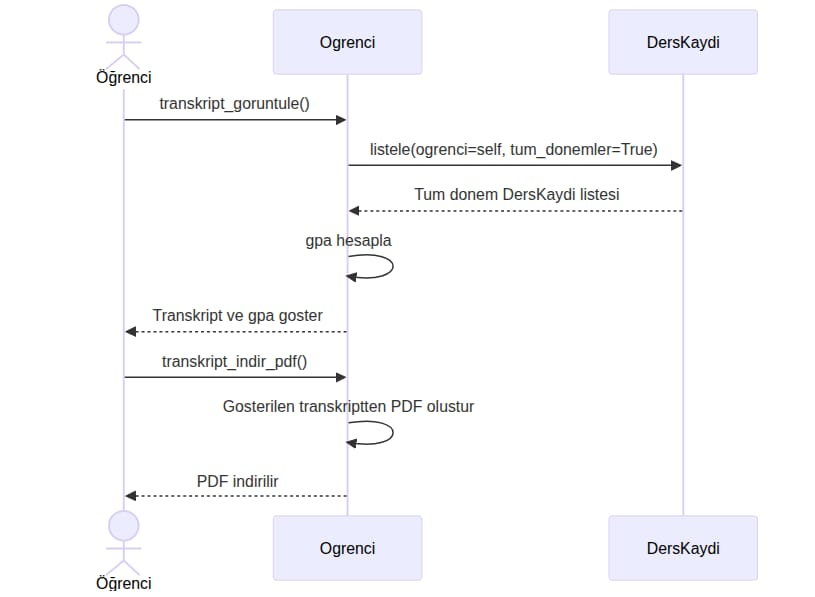 Öğrenci
Ogrenci
DersKaydi
transkript_goruntule()
listele(ogrenci=self, tum_donemler=True)
Tum donem DersKaydi listesi
gpa hesapla
Transkript ve gpa goster
transkript_indir_pdf()
Gosterilen transkriptten PDF olustur
PDF indirilir
Öğrenci
Ogrenci
DersKaydi